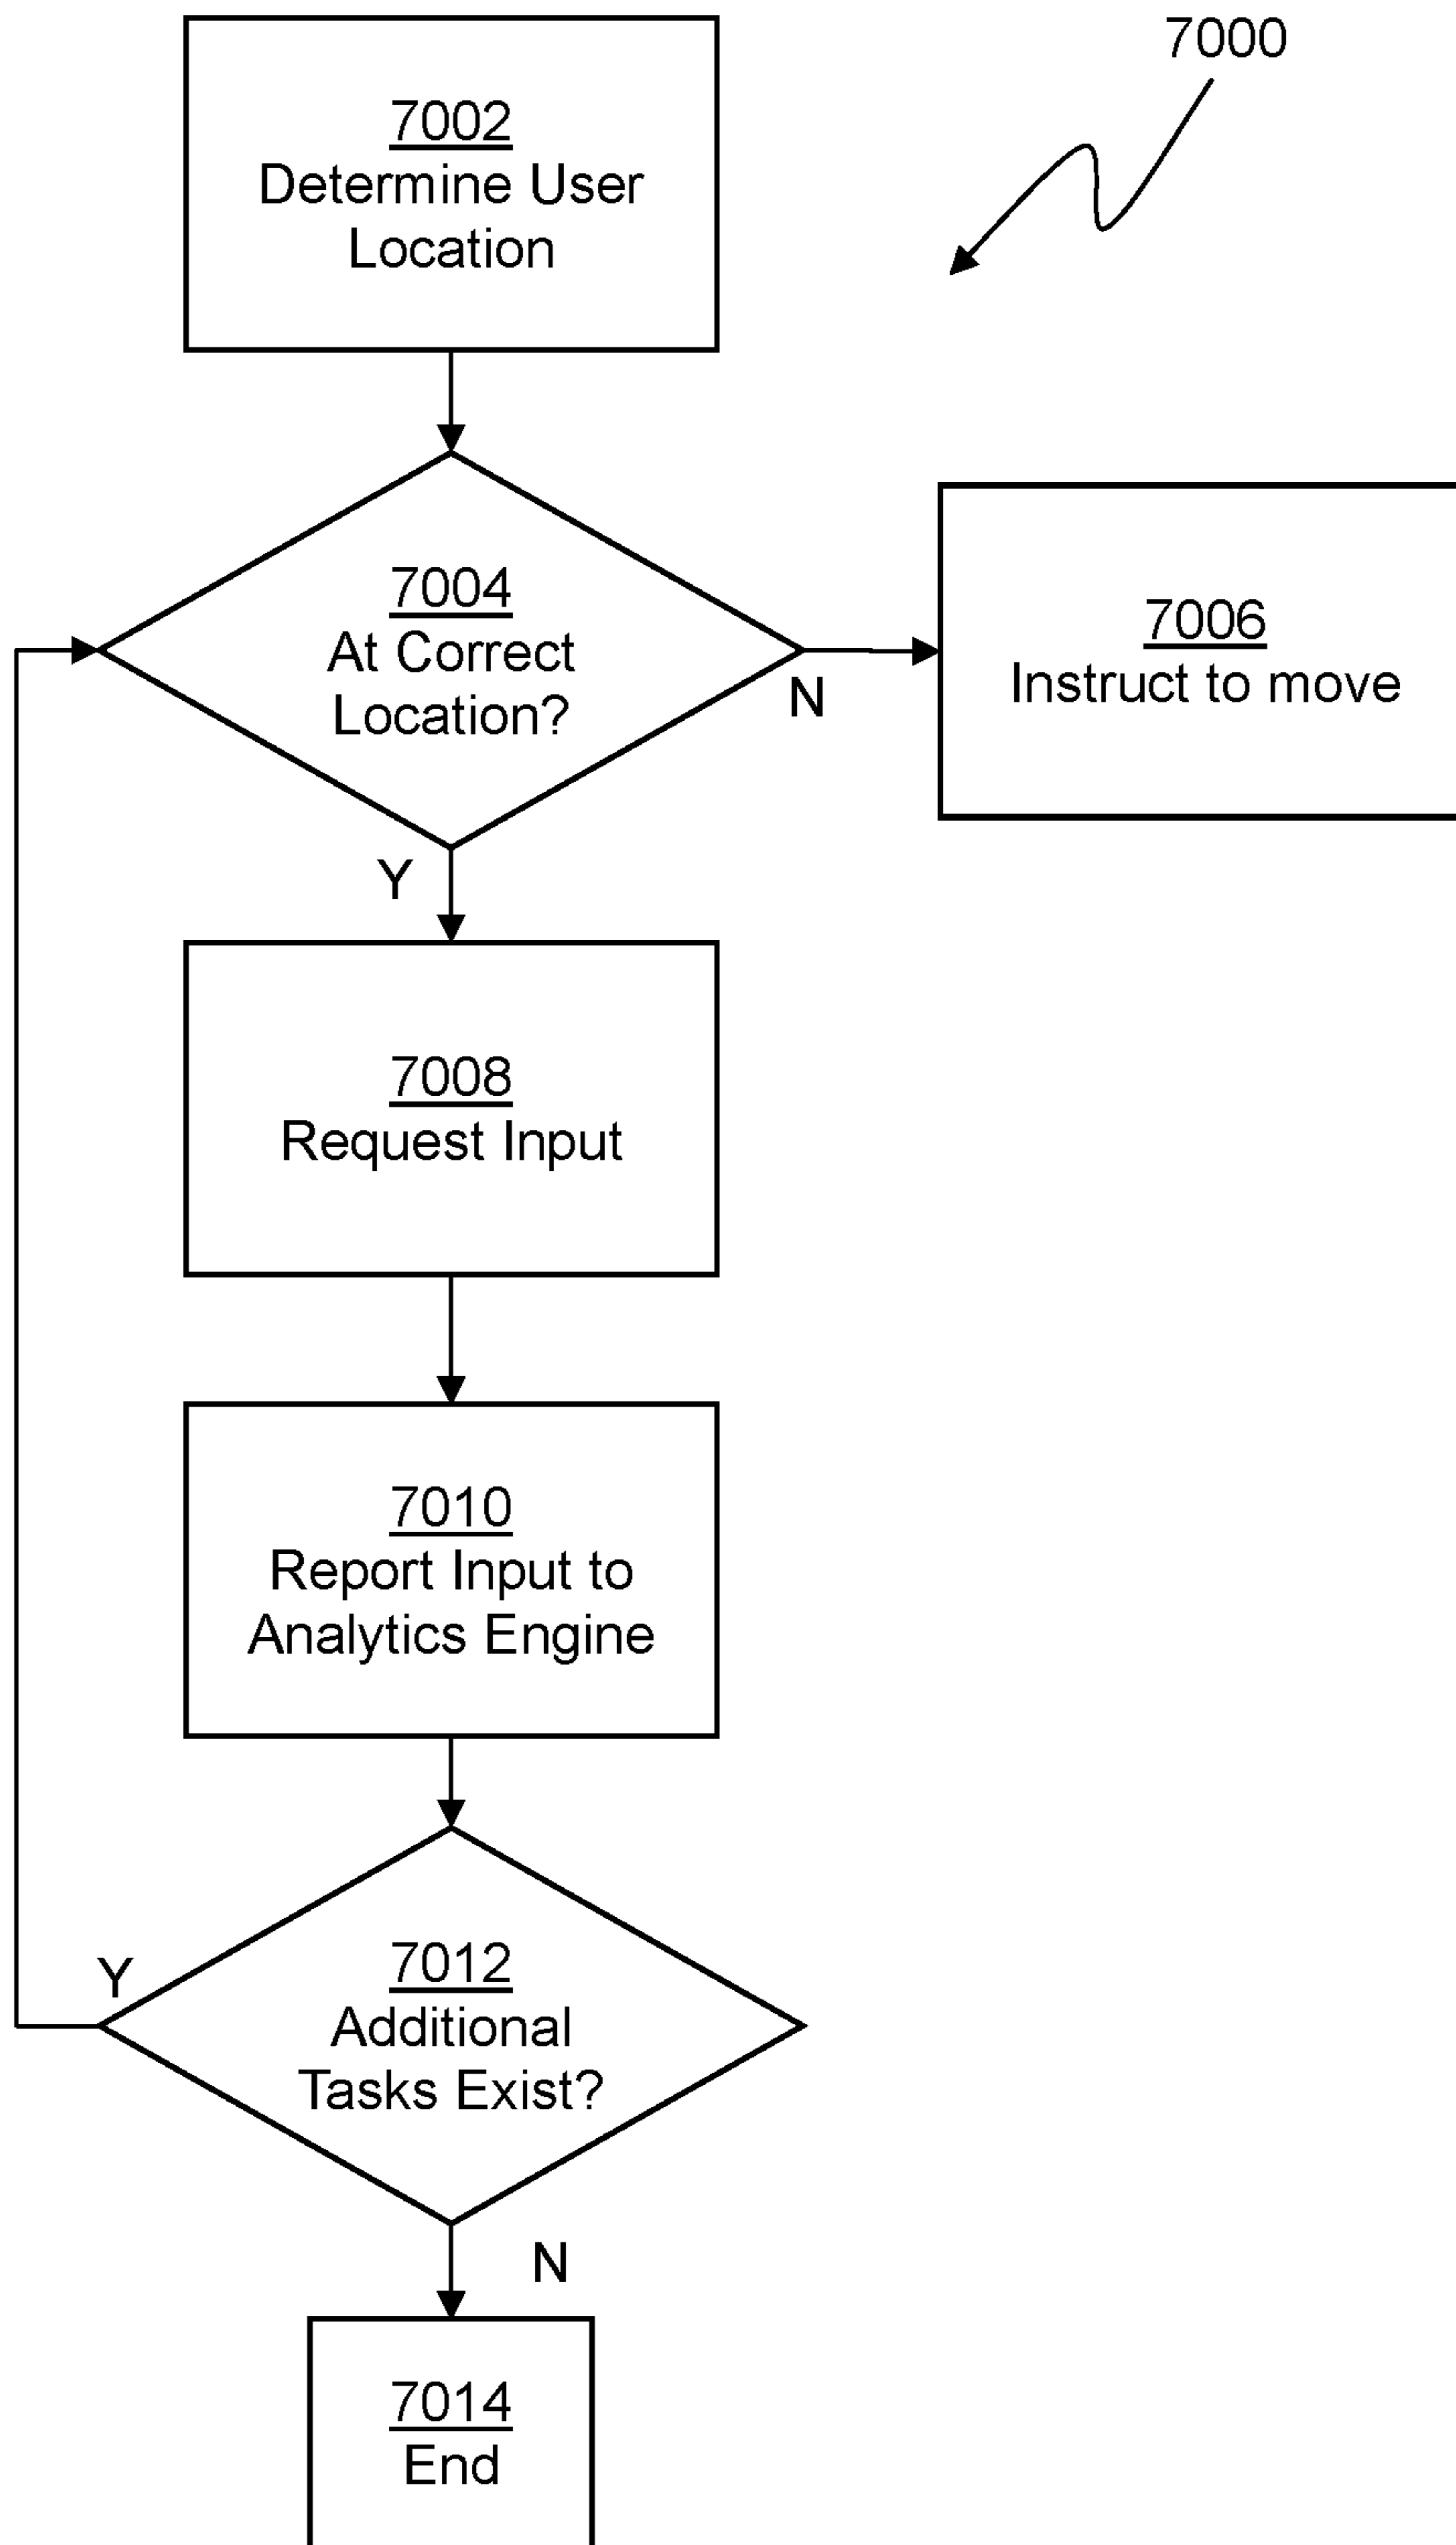 7000
7002
Determine User
Location
7004
At Correct
Location?
N
7006
Instruct to move
Y
7008
Request Input
7010
Report Input to
Analytics Engine
Y
7012
Additional
Tasks Exist?
N
7014
End